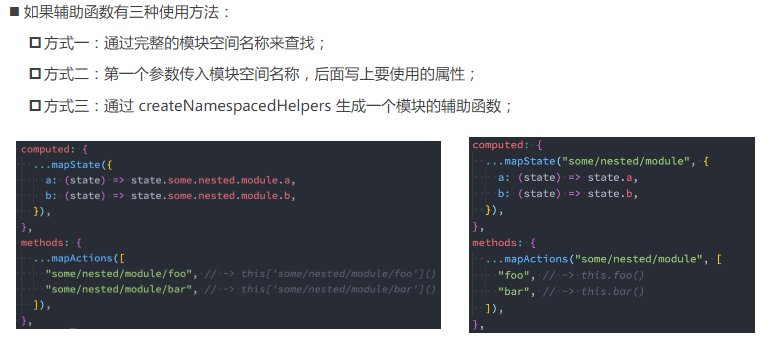 如果辅助函数有三种使用方法：
方式一：通过完整的模块空间名称来查找；
方式二：第一个参数传入模块空间名称，后面写上要使用的属性；
方式三：通过 createNamespacedHelpers 生成一个模块的辅助函数；
computed: {
  ...mapState({
    a: (state) => state.some.nested.module.a,
    b: (state) => state.some.nested.module.b,
  }),
},
methods: {
  ...mapActions([
    "some/nested/module/foo", // -> this['some/nested/module/foo']()
    "some/nested/module/bar", // -> this['some/nested/module/bar']()
  ]),
},
computed: {
  ...mapState("some/nested/module", {
    a: (state) => state.a,
    b: (state) => state.b,
  }),
},
methods: {
  ...mapActions("some/nested/module", [
    "foo", // -> this.foo()
    "bar", // -> this.bar()
  ]),
},